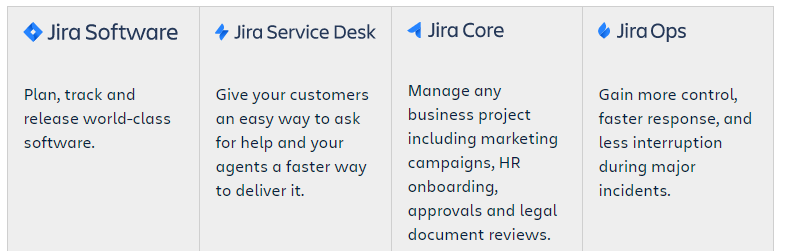 Jira Software
Plan, track and
release world-class
software.
Jira Service Desk
Give your customers
an easy way to ask
for help and your
agents a faster way
to deliver it.
Jira Core
Manage any
business project
including marketing
campaigns, HR
onboarding,
approvals and legal
document reviews.
Jira Ops
Gain more control,
faster response, and
less interruption
during major
incidents.